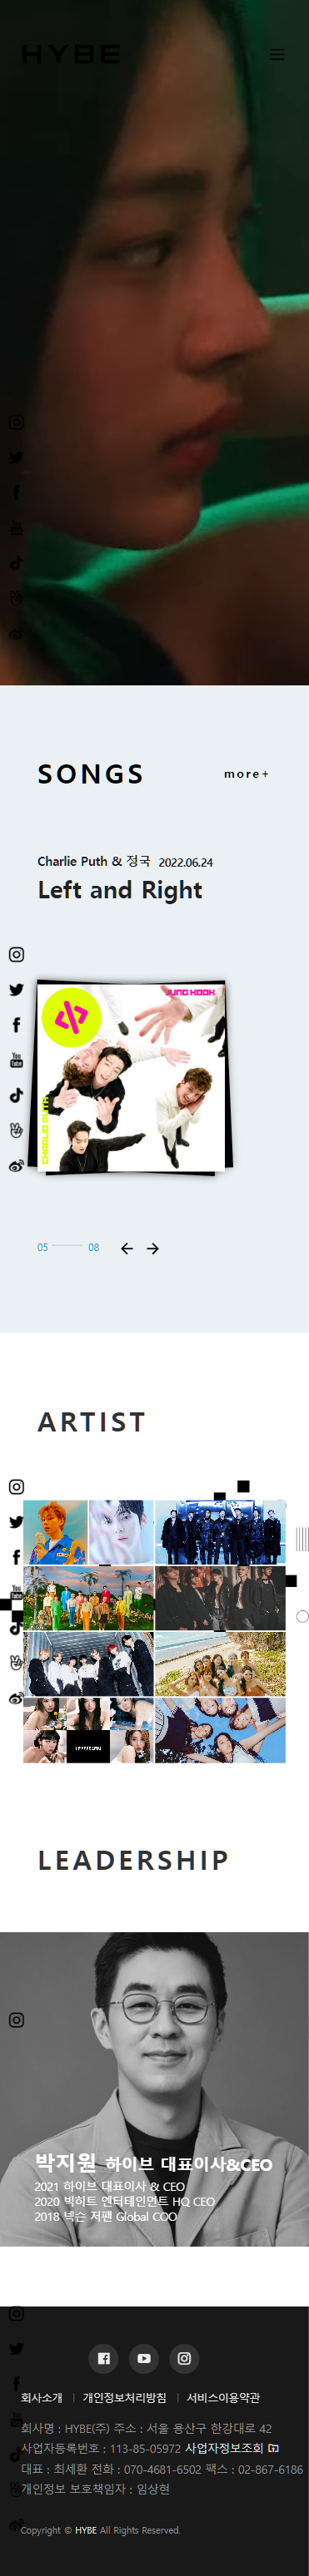 HYBE
SONGS
more+
Charlie Puth & 정국 2022.06.24
Left and Right
JUNG KOOK
CHARLIE PUTH
05 08
ARTIST
LEADERSHIP
박지원 하이브 대표이사&CEO
2021 하이브 대표이사 & CEO
2020 빅히트 엔터테인먼트 HQ CEO
2018 넥슨 저팬 Global COO
회사소개 | 개인정보처리방침 | 서비스이용약관
회사명 : HYBE(주) 주소 : 서울 용산구 한강대로 42
사업자등록번호 : 113-85-05972 사업자정보조회
대표 : 최세환 전화 : 070-4681-6502 팩스 : 02-867-6186
개인정보 보호책임자 : 임상현
Copyright © HYBE All Rights Reserved.